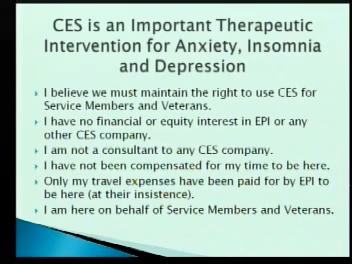 CES is an Important Therapeutic
Intervention for Anxiety, Insomnia
and Depression
I believe we must maintain the right to use CES for
Service Members and Veterans.
I have no financial or equity interest in EPI or any
other CES company.
I am not a consultant to any CES company.
I have not been compensated for my time to be here.
Only my travel expenses have been paid for by EPI to
be here (at their insistence).
I am here on behalf of Service Members and Veterans.